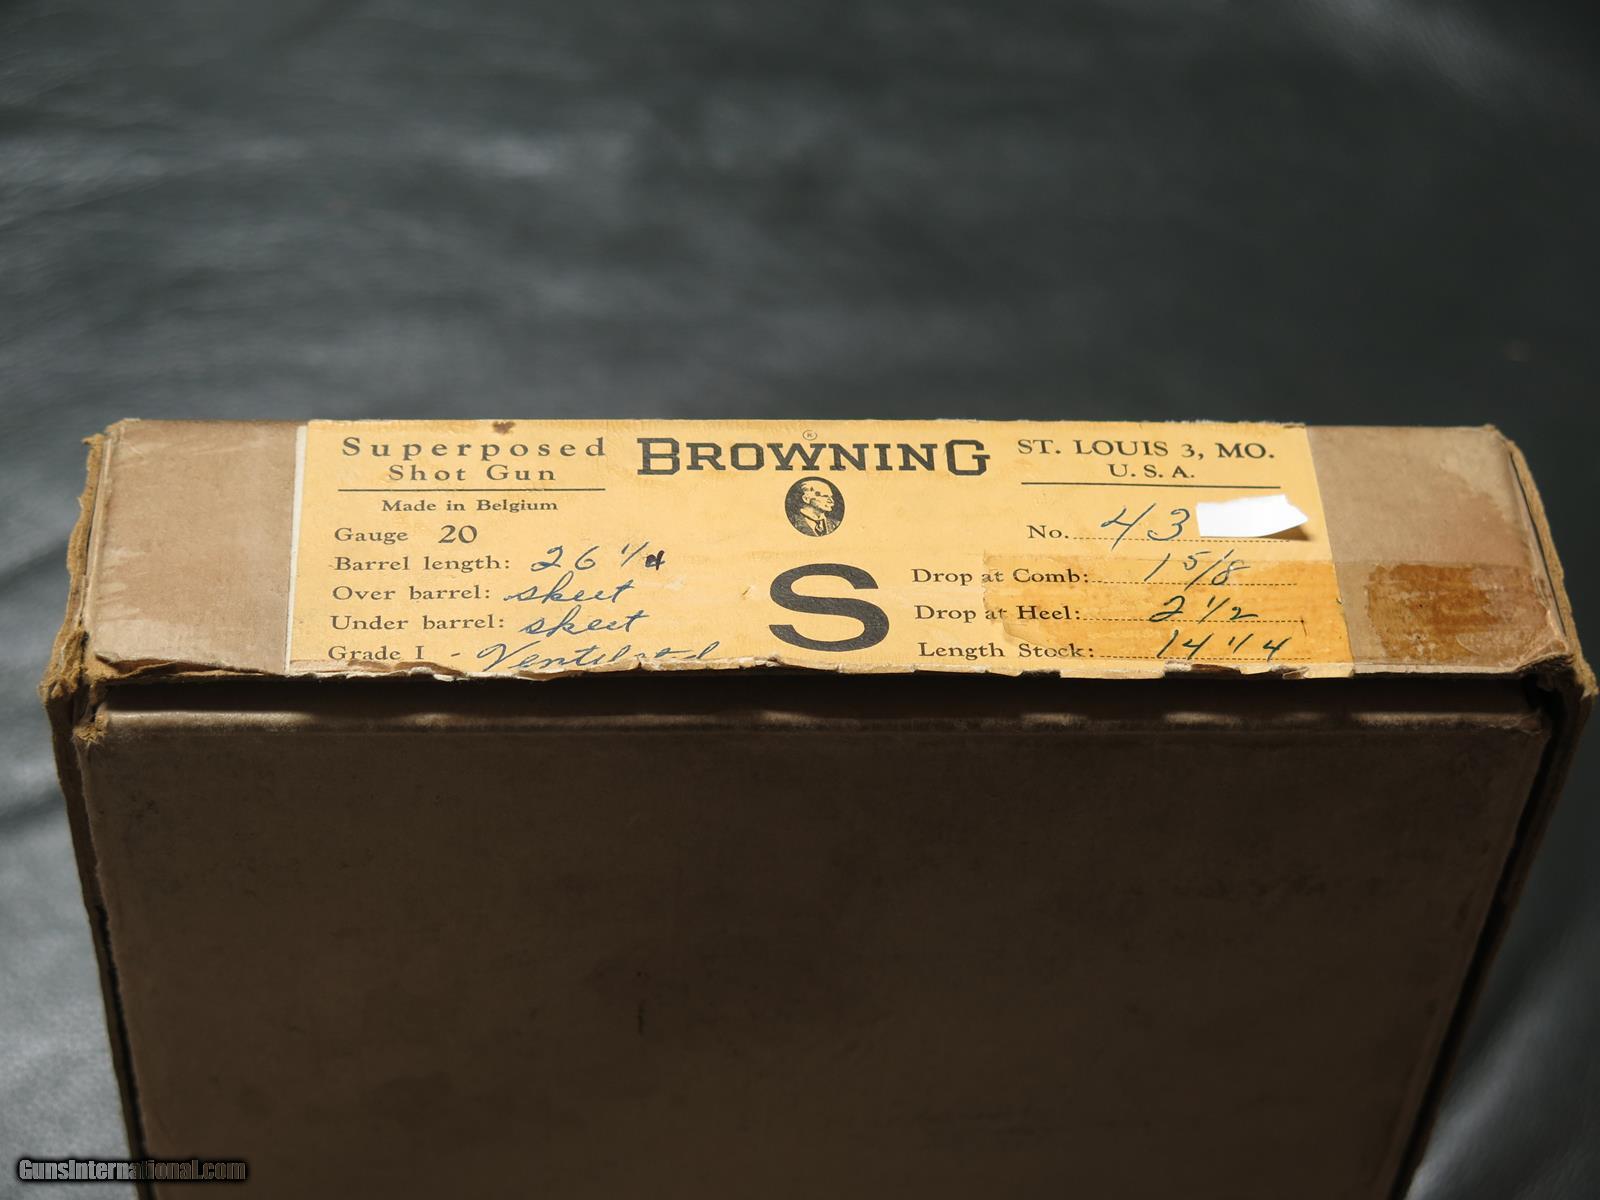 Superposed
Shot Gun
Made in Belgium
Gauge 20
Barrel length: 26 1/4
Over barrel: skeet
Under barrel: skeet
Grade I - Ventilated
BROWNING
®
S
ST. LOUIS 3, MO.
U. S. A.
No. 43
Drop at Comb: 1 5/8
Drop at Heel: 2 1/2
Length Stock: 14 1/4
GunsInternational.com